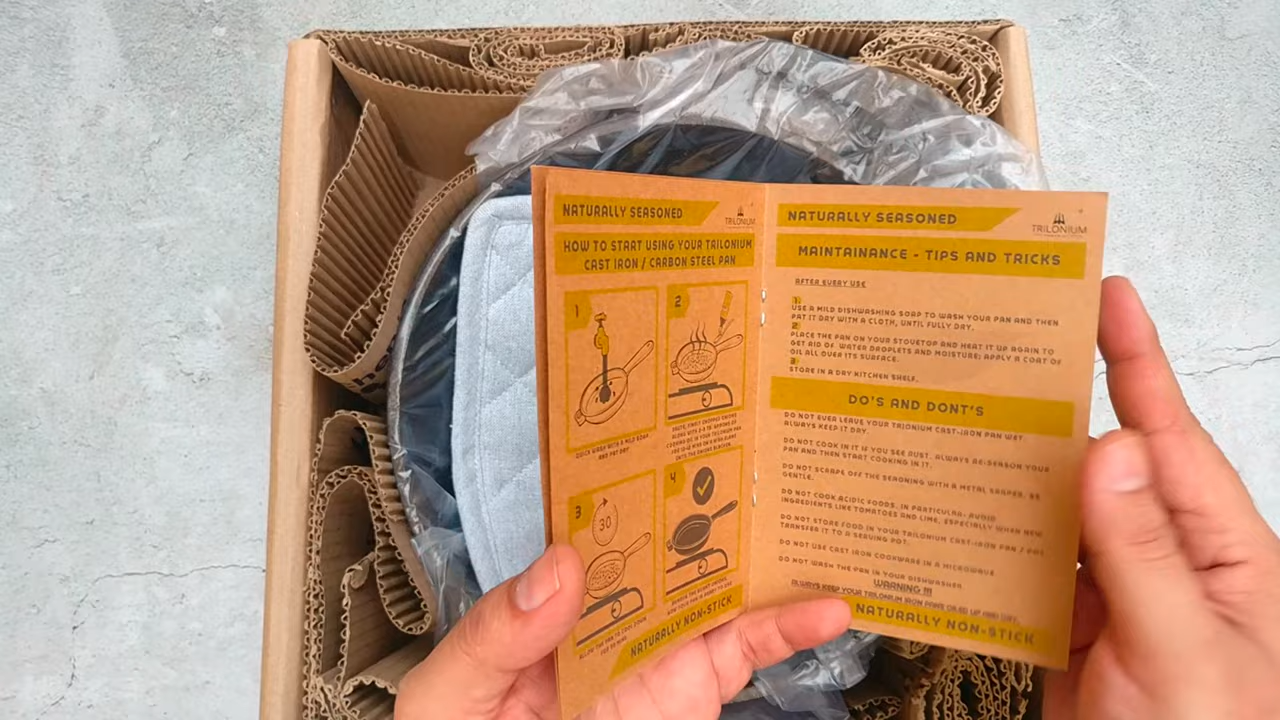 NATURALLY SEASONED
TRILONIUM
HOW TO START USING YOUR TRILONIUM
CAST IRON / CARBON STEEL PAN
1
2
QUICK WASH WITH A MILD SOAP
AND PAT DRY
3
30
4
ALLOW THE PAN TO COOL DOWN
FOR 30 MINS
NATURALLY NON-STICK
NATURALLY SEASONED
TRILONIUM
MAINTAINANCE - TIPS AND TRICKS
AFTER EVERY USE
1.
USE A MILD DISHWASHING SOAP TO WASH YOUR PAN AND THEN
PAT IT DRY WITH A CLOTH, UNTIL FULLY DRY.
2.
PLACE THE PAN ON YOUR STOVETOP AND HEAT IT UP AGAIN TO
GET RID OF WATER DROPLETS AND MOISTURE; APPLY A COAT OF
OIL ALL OVER ITS SURFACE.
3.
STORE IN A DRY KITCHEN SHELF.
DO'S AND DONT'S
DO NOT EVER LEAVE YOUR TRILONIUM CAST-IRON PAN WET
ALWAYS KEEP IT DRY.
DO NOT COOK IN IT IF YOU SEE RUST. ALWAYS RE-SEASON YOUR
PAN AND THEN START COOKING IN IT.
DO NOT SCRAPE OFF THE SEASONING WITH A METAL
GENTLE.
DO NOT COOK ACIDIC FOODS, IN PARTICULAR, AVOID
INGREDIENTS LIKE TOMATOES AND LIME, ESPECIALLY WHEN NEW
DO NOT STORE FOOD IN YOUR TRILONIUM CAST-IRON PAN / POT
TRANSFER IT TO A SERVING POT.
DO NOT USE CAST IRON COOKWARE IN A MICROWAVE
DO NOT WASH THE PAN IN YOUR DISHWASHER.
WARNING !!!
ALWAYS KEEP YOUR TRILONIUM IRON PANS OILED UP AND DRY.
NATURALLY NON-STICK